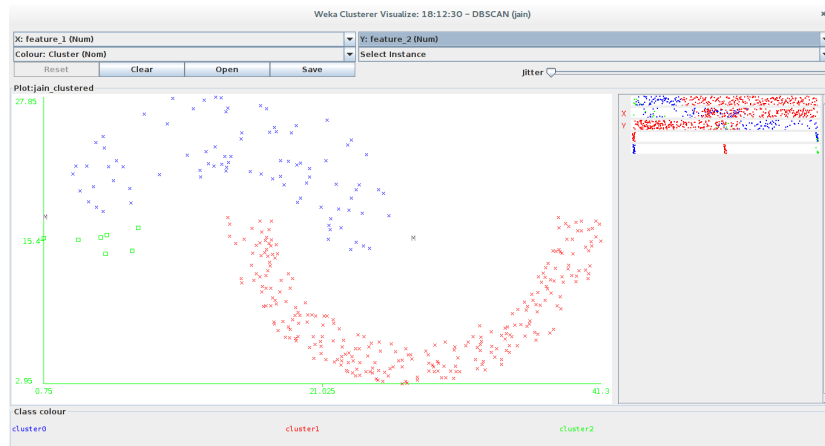 Weka Clusterer Visualize: 18:12:30 – DBSCAN (jain)
X: feature_1 (Num)
Y: feature_2 (Num)
Colour: Cluster (Nom)
Select Instance
Reset
Clear
Open
Save
Jitter
Plot:jain_clustered
27.85
15.4
2.95
0.75
21.025
41.3
M
M
X
Y
Class colour
cluster0
cluster1
cluster2